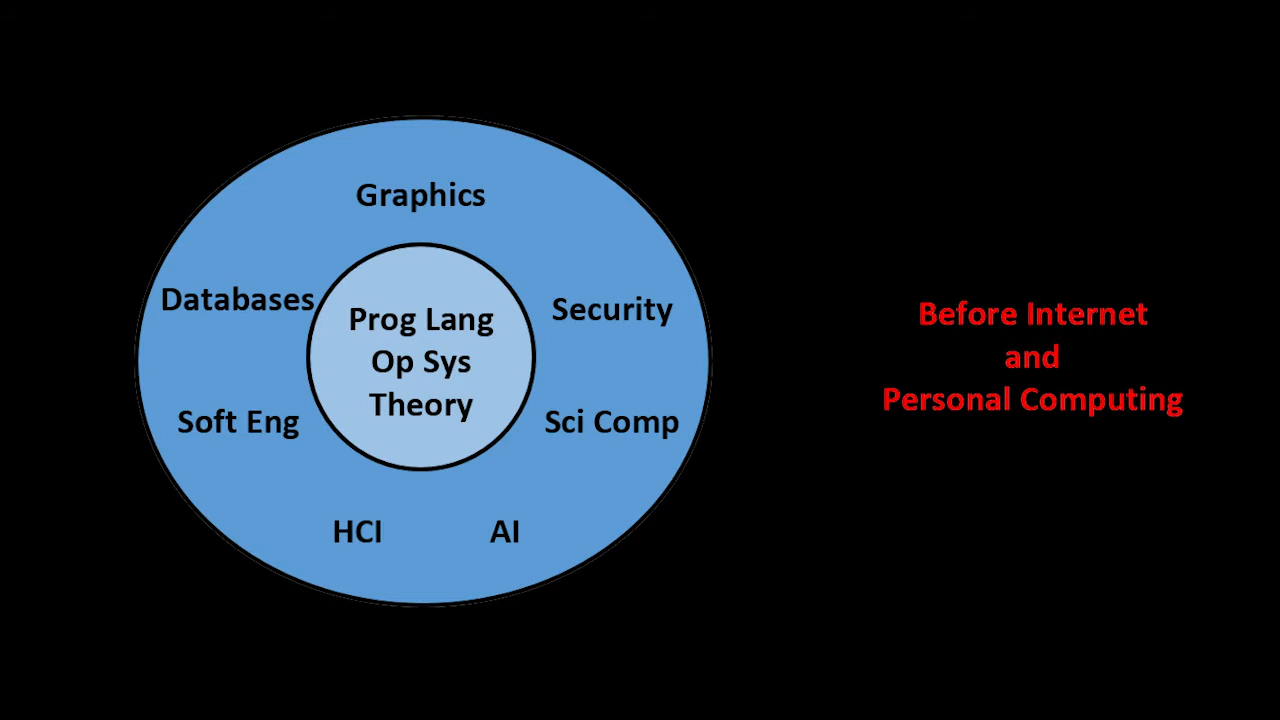 Graphics
Databases
Security
Prog Lang
Op Sys
Theory
Soft Eng
Sci Comp
HCI
AI
Before Internet
and
Personal Computing